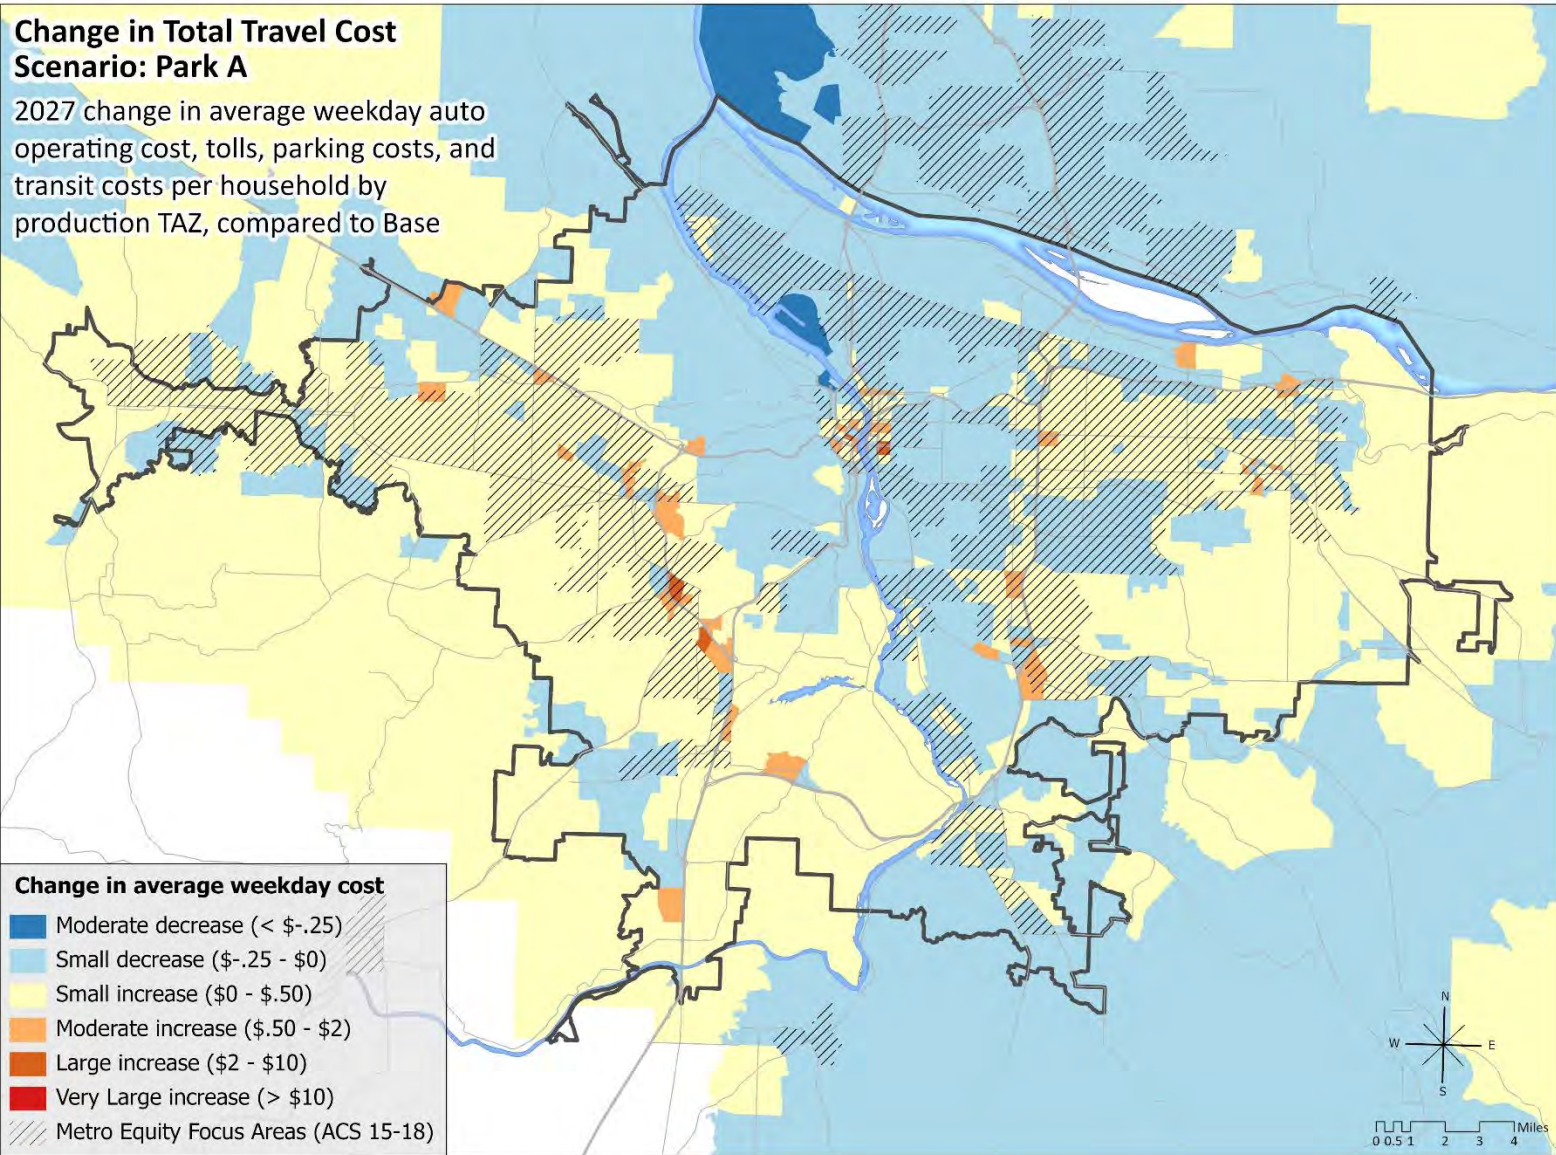 Change in Total Travel Cost
Scenario: Park A
2027 change in average weekday auto
operating cost, tolls, parking costs, and
transit costs per household by
production TAZ, compared to Base
Change in average weekday cost
Moderate decrease (< $-.25)
Small decrease ($-.25 - $0)
Small increase ($0 - $.50)
Moderate increase ($.50 - $2)
Large increase ($2 - $10)
Very Large increase (> $10)
Metro Equity Focus Areas (ACS 15-18)
N
W E
S
Miles
0 0.5 1 2 3 4